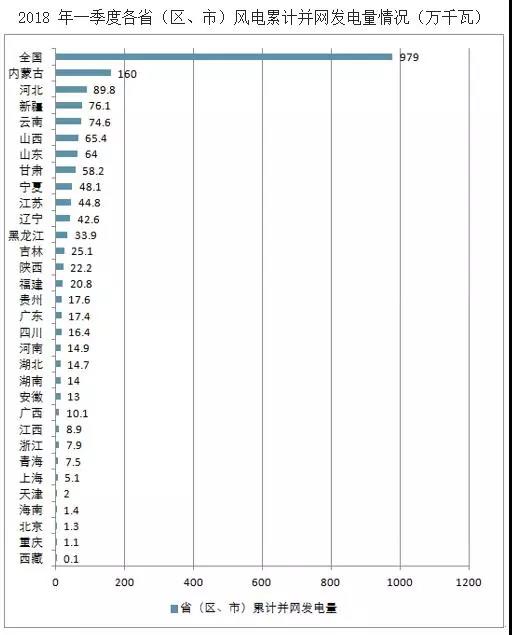 2018 年一季度各省（区、市）风电累计并网发电量情况（万千瓦）
全国 979
内蒙古 160
河北 89.8
新疆 76.1
云南 74.6
山西 65.4
山东 64
甘肃 58.2
宁夏 48.1
江苏 44.8
辽宁 42.6
黑龙江 33.9
吉林 25.1
陕西 22.2
福建 20.8
贵州 17.6
广东 17.4
四川 16.4
河南 14.9
湖北 14.7
湖南 14
安徽 13
广西 10.1
江西 8.9
浙江 7.9
青海 7.5
上海 5.1
天津 2
海南 1.4
北京 1.3
重庆 1.1
西藏 0.1
0 200 400 600 800 1000 1200
省（区、市）累计并网发电量